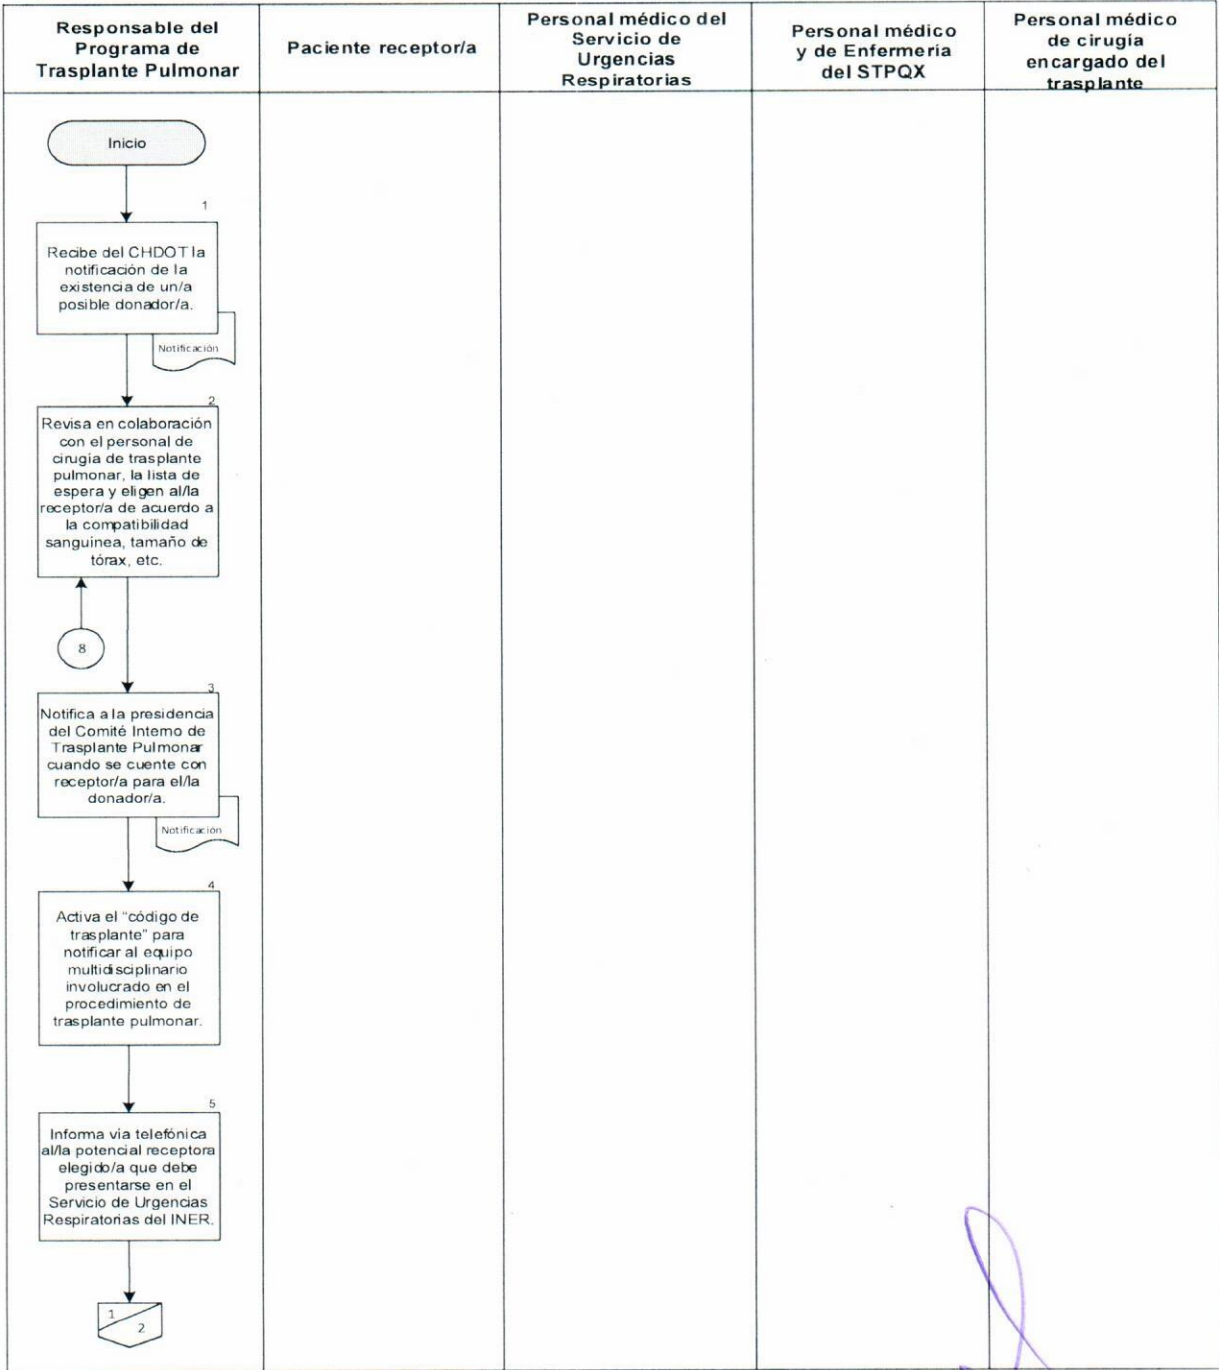 Responsable del
Programa de
Trasplante Pulmonar
Paciente receptor/a
Personal médico del
Servicio de
Urgencias
Respiratorias
Personal médico
y de Enfermería
del STPQX
Personal médico
de cirugía
encargado del
trasplante
Inicio
1
Recibe del CHDOT la
notificación de la
existencia de un/a
posible donador/a.
Notificación
2
Revisa en colaboración
con el personal de
cirugía de trasplante
pulmonar, la lista de
espera y eligen al/la
receptor/a de acuerdo a
la compatibilidad
sanguinea, tamaño de
tórax, etc.
8
3
Notifica a la presidencia
del Comité Interno de
Trasplante Pulmonar
cuando se cuente con
receptor/a para el/la
donador/a.
Notificación
4
Activa el "código de
trasplante" para
notificar al equipo
multidisciplinario
involucrado en el
procedimiento de
trasplante pulmonar.
5
Informa vía telefónica
al/la potencial receptora
elegido/a que debe
presentarse en el
Servicio de Urgencias
Respiratorias del INER.
1
2